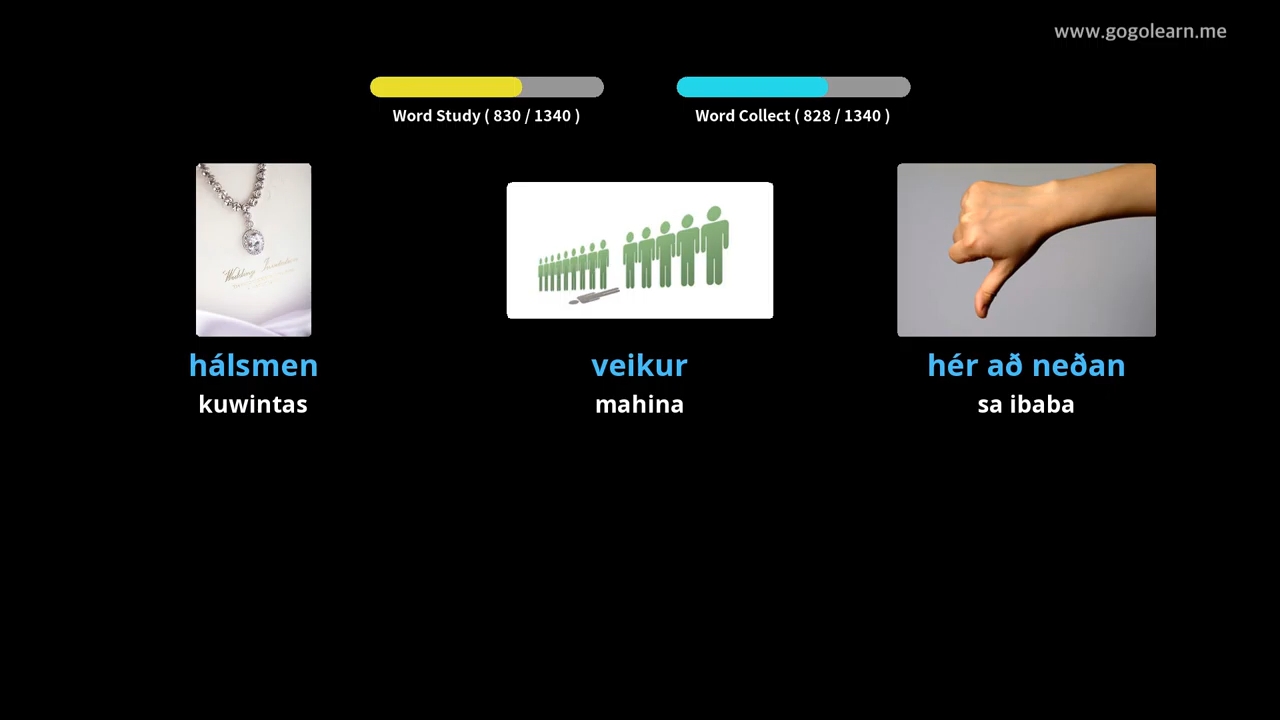 www.gogolearn.me
Word Study ( 830 / 1340 )
Word Collect ( 828 / 1340 )
hálsmen
kuwintas
veikur
mahina
hér að neðan
sa ibaba